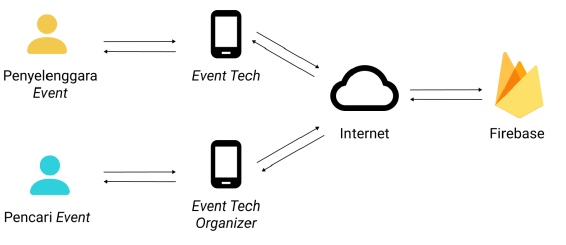 Penyelenggara
Event
Event Tech
Internet
Firebase
Pencari Event
Event Tech
Organizer